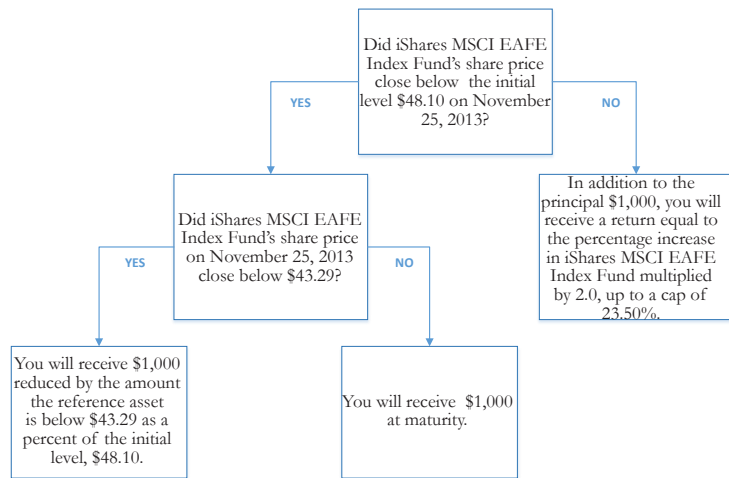 Did iShares MSCI EAFE
Index Fund's share price
close below the initial
level $48.10 on November
25, 2013?
YES
NO
Did iShares MSCI EAFE
Index Fund's share price
on November 25, 2013
close below $43.29?
In addition to the
principal $1,000, you will
receive a return equal to
the percentage increase
in iShares MSCI EAFE
Index Fund multiplied
by 2.0, up to a cap of
23.50%.
YES
NO
You will receive $1,000
reduced by the amount
the reference asset
is below $43.29 as a
percent of the initial
level, $48.10.
You will receive $1,000
at maturity.